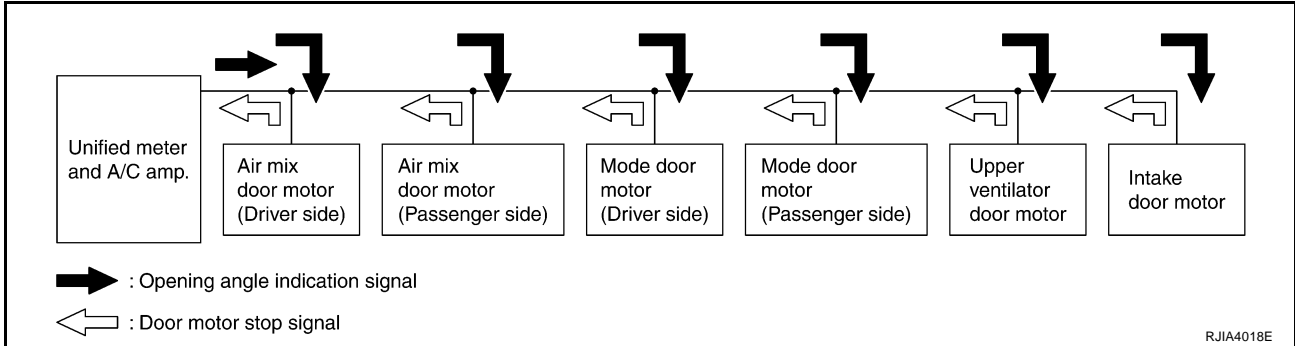 Unified meter
and A/C amp.
Air mix
door motor
(Driver side)
Air mix
door motor
(Passenger side)
Mode door
motor
(Driver side)
Mode door
motor
(Passenger side)
Upper
ventilator
door motor
Intake
door motor
: Opening angle indication signal
: Door motor stop signal
RJIA4018E